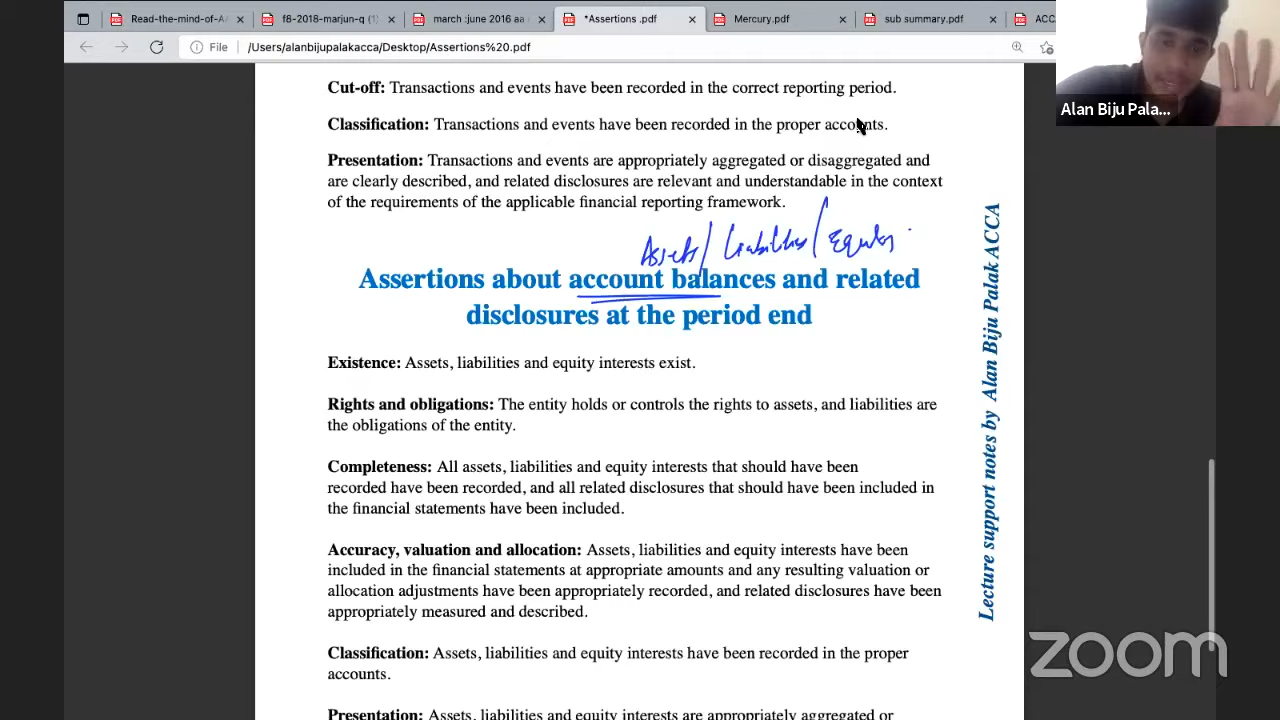 Read-the-mind-of-A
f8-2018-marjun-q (1)
march :june 2016 aa
*Assertions .pdf
Mercury.pdf
sub summary.pdf
ACC
File
/Users/alanbijupalakacca/Desktop/Assertions%20.pdf
Alan Biju Pala...
Cut-off: Transactions and events have been recorded in the correct reporting period.
Classification: Transactions and events have been recorded in the proper accounts.
Presentation: Transactions and events are appropriately aggregated or disaggregated and
are clearly described, and related disclosures are relevant and understandable in the context
of the requirements of the applicable financial reporting framework.
Assets/ Liabilities/ Equity
Assertions about account balances and related
disclosures at the period end
Existence: Assets, liabilities and equity interests exist.
Rights and obligations: The entity holds or controls the rights to assets, and liabilities are
the obligations of the entity.
Completeness: All assets, liabilities and equity interests that should have been
recorded have been recorded, and all related disclosures that should have been included in
the financial statements have been included.
Accuracy, valuation and allocation: Assets, liabilities and equity interests have been
included in the financial statements at appropriate amounts and any resulting valuation or
allocation adjustments have been appropriately recorded, and related disclosures have been
appropriately measured and described.
Classification: Assets, liabilities and equity interests have been recorded in the proper
accounts.
Presentation: Assets, liabilities and equity interests are appropriately aggregated or
Lecture support notes by Alan Biju Palak ACCA
zoom